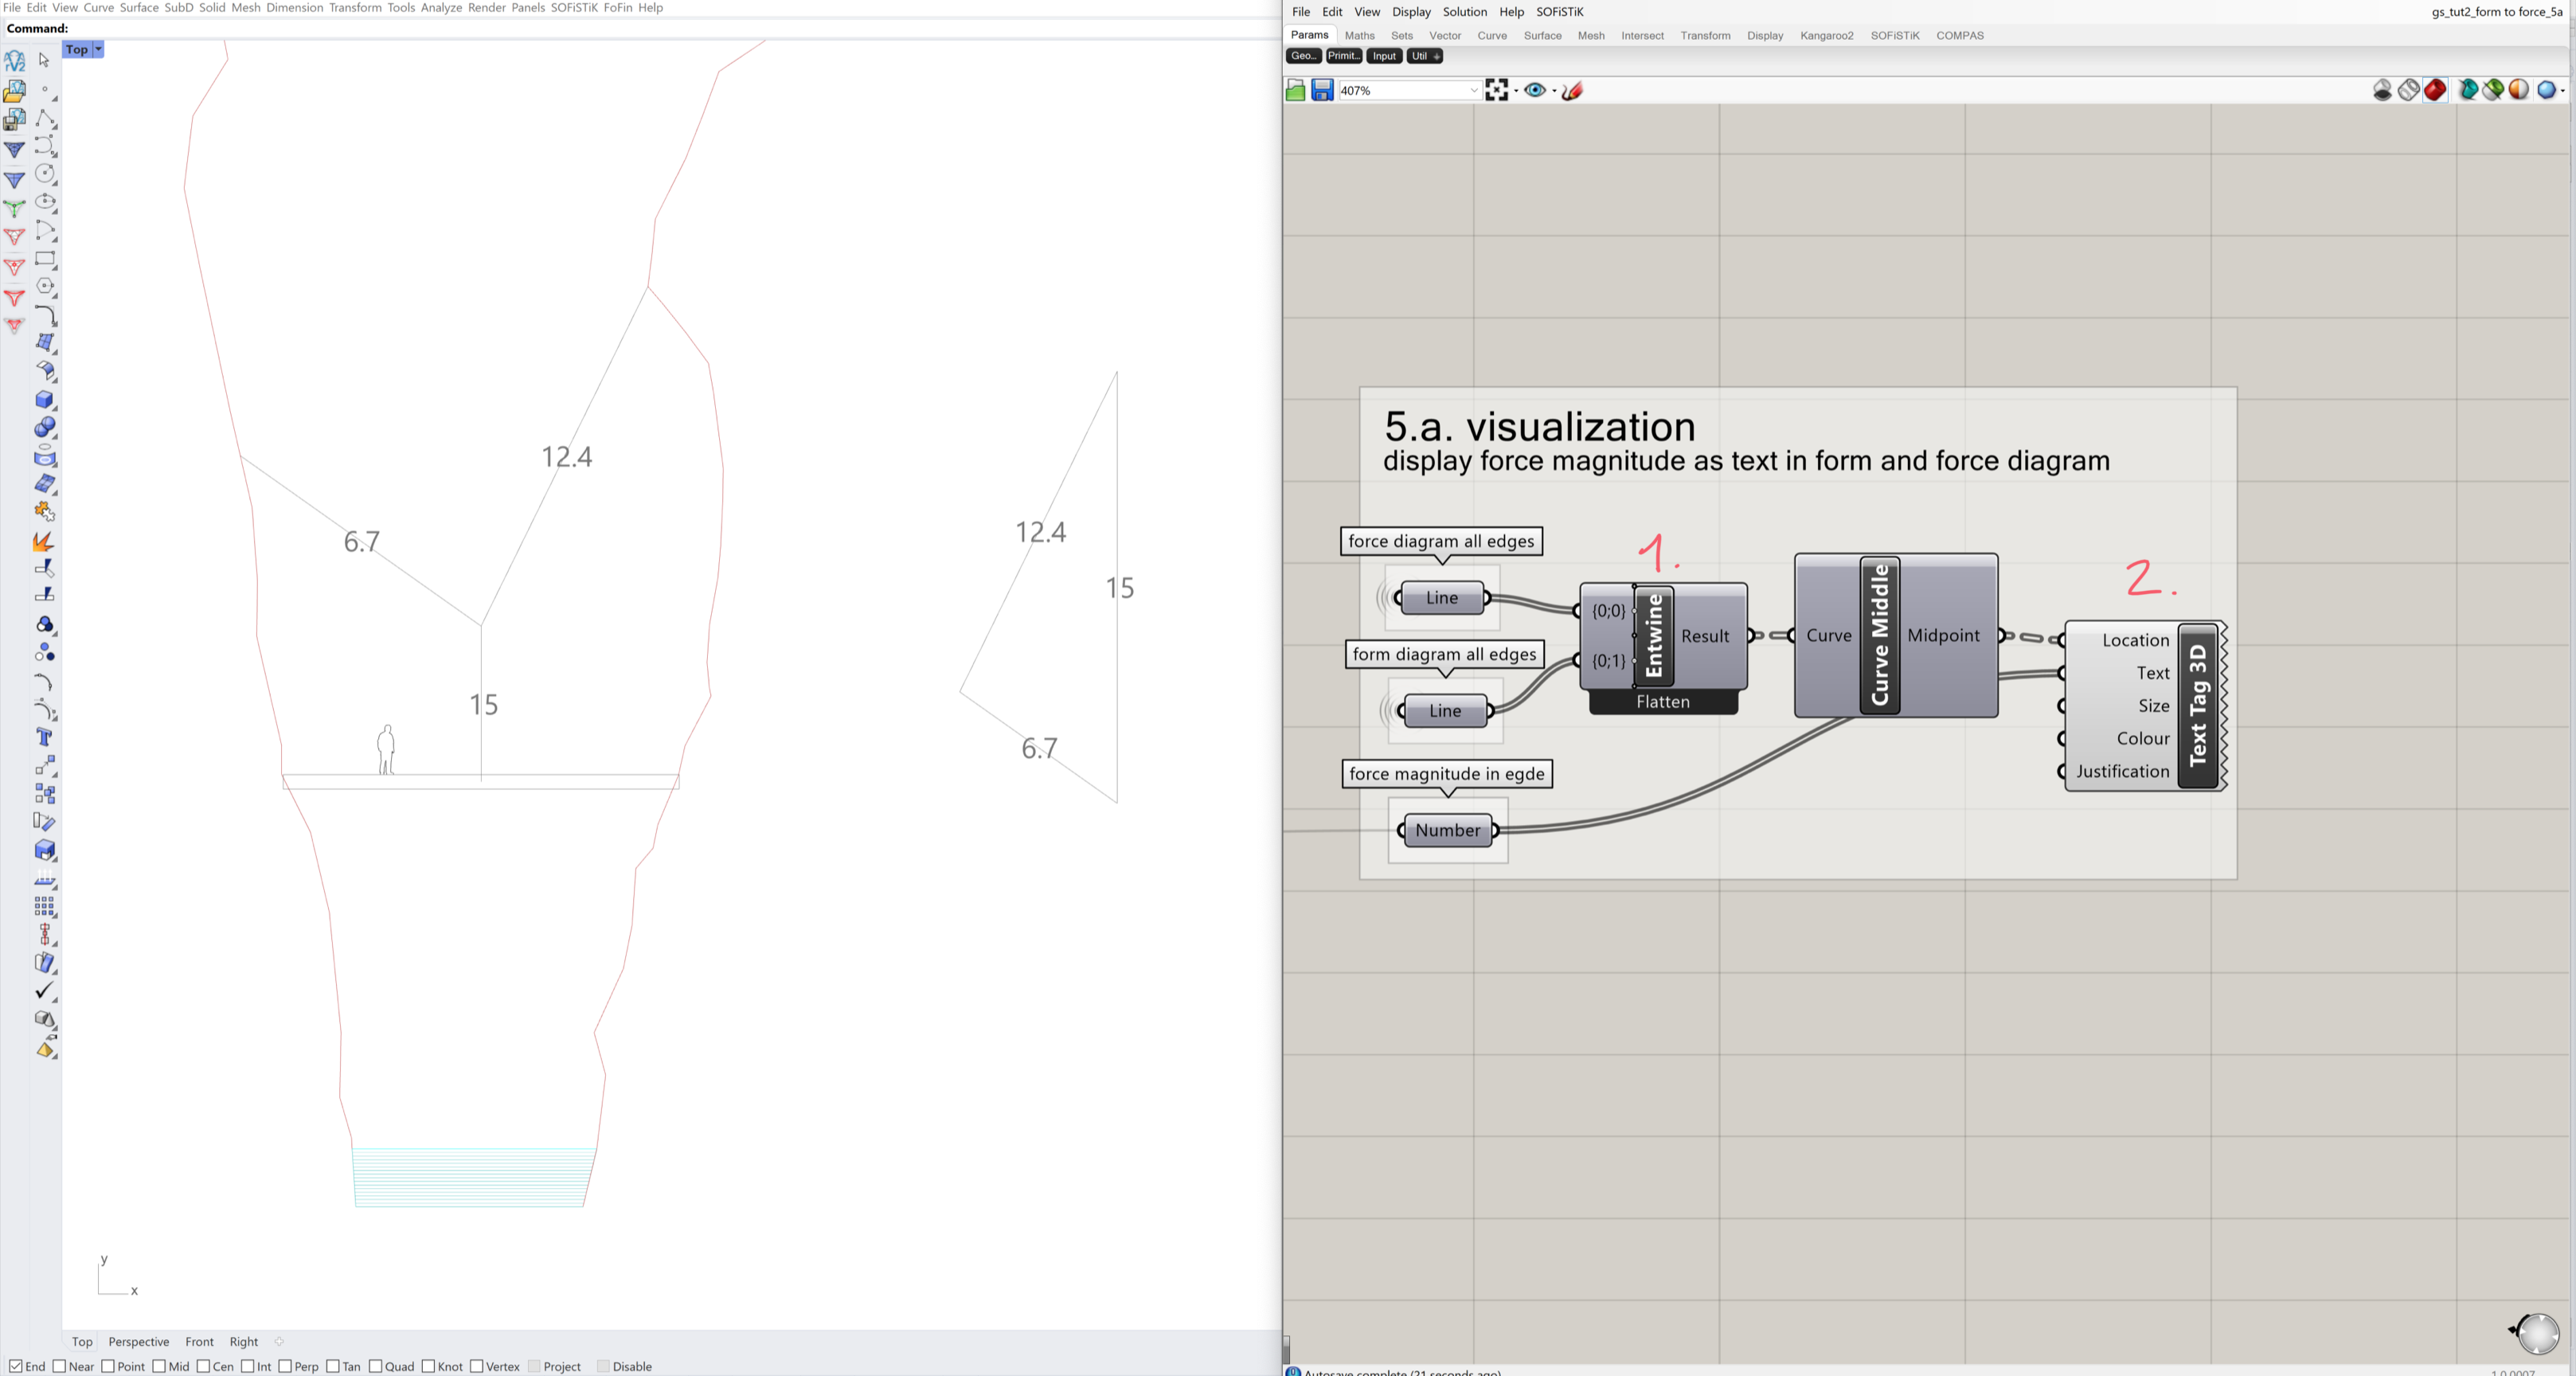 File Edit View Curve Surface SubD Solid Mesh Dimension Transform Tools Analyze Render Panels SOFiSTiK FoFin Help
Command:
Top
6.7
12.4
15
12.4
15
6.7
y
x
Top Perspective Front Right
End Near Point Mid Cen Int Perp Tan Quad Knot Vertex Project Disable
File Edit View Display Solution Help SOFiSTiK
gs_tut2_form to force_5a
Params Maths Sets Vector Curve Surface Mesh Intersect Transform Display Kangaroo2 SOFiSTiK COMPAS
Geo... Primit... Input Util
407%
5.a. visualization
display force magnitude as text in form and force diagram
force diagram all edges
Line
form diagram all edges
Line
force magnitude in egde
Number
1.
{0;0}
{0;1}
Entwine
Result
Flatten
Curve
Curve Middle
Midpoint
2.
Location
Text
Size
Colour
Justification
Text Tag 3D
Autosave complete (21 seconds ago)
1.0.0007